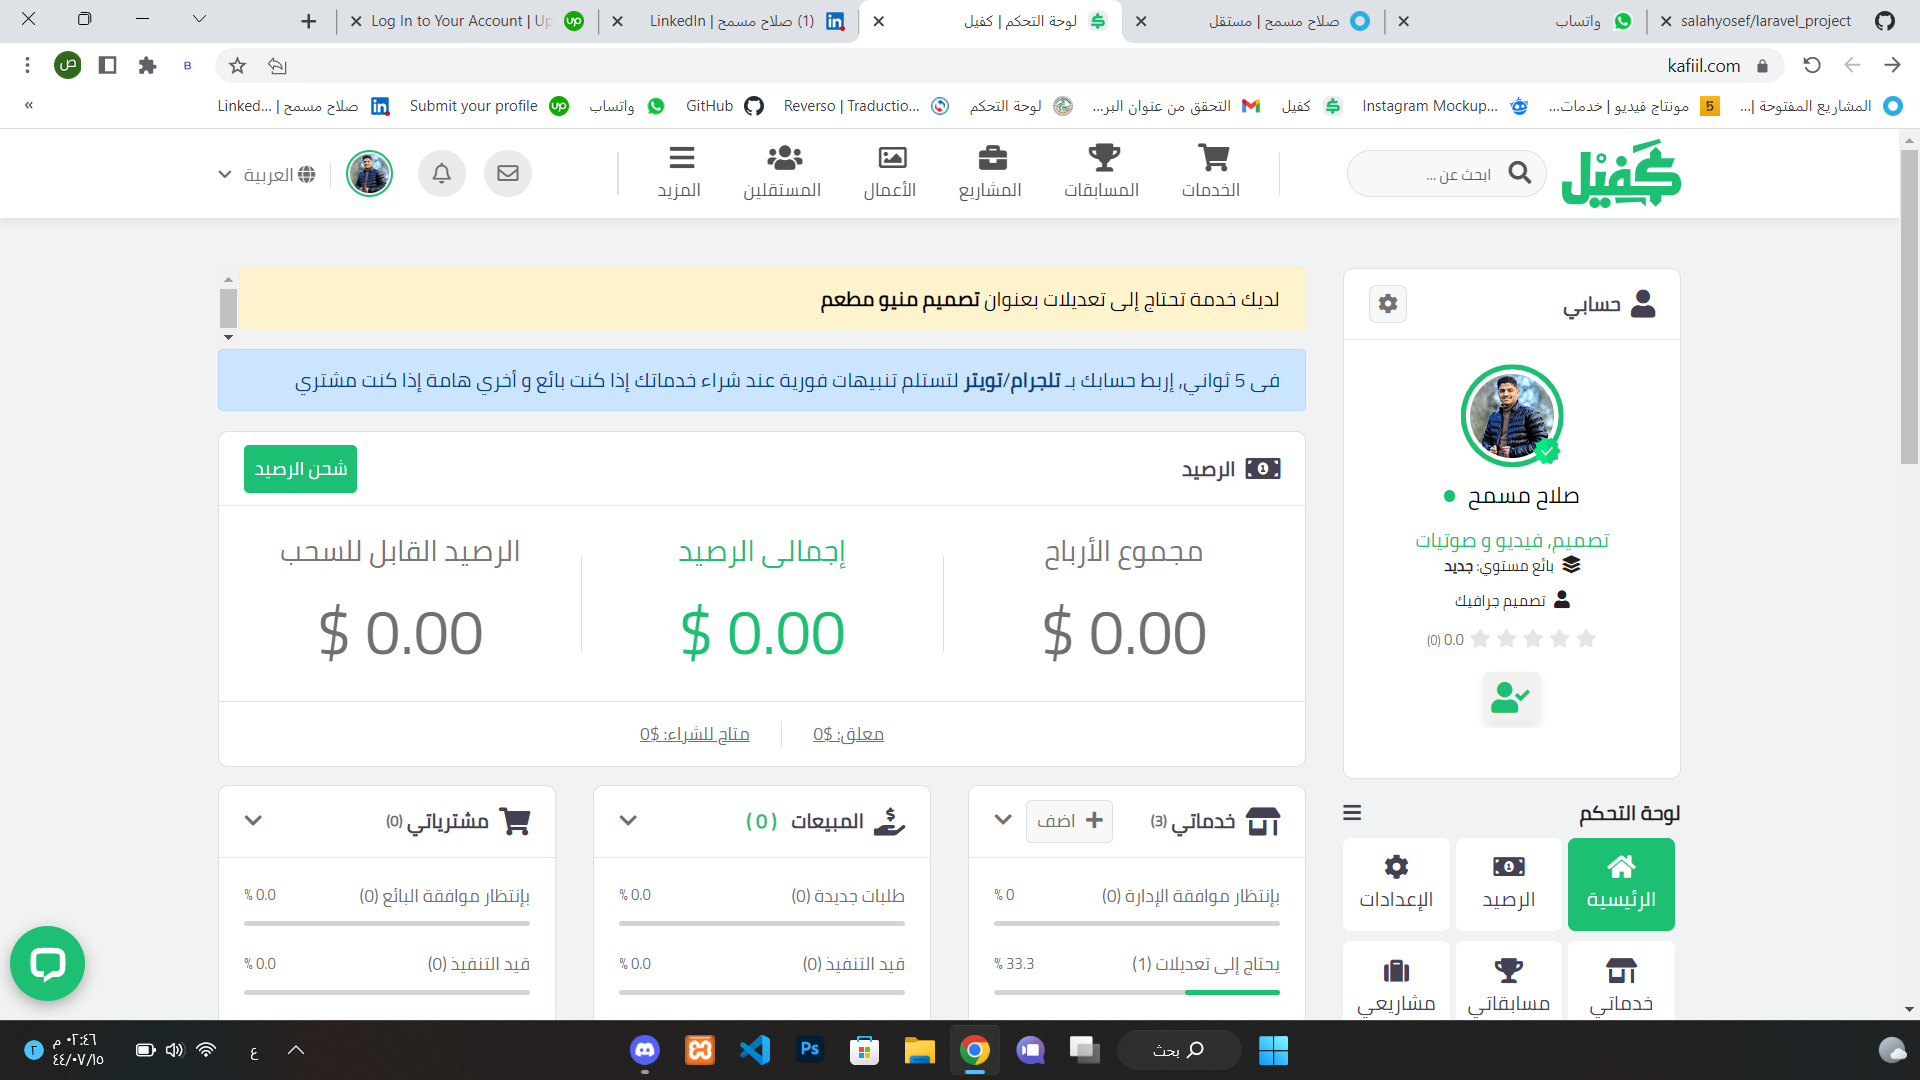 salahyosef/laravel_project
واتساب
صلاح مسمح | مستقل
لوحة التحكم | كفيل
(1) صلاح مسمح | LinkedIn
Log In to Your Account | Up
kafiil.com
B
ص
المشاريع المفتوحة |...
مونتاج فيديو | خدمات...
Instagram Mockup...
كفيل
التحقق من عنوان البر...
لوحة التحكم
Reverso | Traductio...
GitHub
واتساب
Submit your profile
صلاح مسمح | Linked...
«
كفيل
ابحث عن ...
الخدمات
المسابقات
المشاريع
الأعمال
المستقلين
المزيد
العربية
حسابي
صلاح مسمح
تصميم, فيديو و صوتيات
بائع مستوي: جديد
تصميم جرافيك
0.0 (0)
لوحة التحكم
الرئيسية
الرصيد
الإعدادات
خدماتي
مسابقاتي
مشاريعي
لديك خدمة تحتاج إلى تعديلات بعنوان تصميم منيو مطعم
فى 5 ثواني, إربط حسابك بـ تلجرام/تويتر لتستلم تنبيهات فورية عند شراء خدماتك إذا كنت بائع و أخري هامة إذا كنت مشتري
الرصيد
شحن الرصيد
مجموع الأرباح
$ 0.00
إجمالى الرصيد
$ 0.00
الرصيد القابل للسحب
$ 0.00
معلق: $0
متاح للشراء: $0
خدماتي (3)
اضف
بإنتظار موافقة الإدارة (0)
0 %
يحتاج إلى تعديلات (1)
33.3 %
المبيعات (0)
طلبات جديدة (0)
0.0 %
قيد التنفيذ (0)
0.0 %
مشترياتي (0)
بإنتظار موافقة البائع (0)
0.0 %
قيد التنفيذ (0)
0.0 %
بحث
Ps
ع
٠٢:٤٦ م
٤٤/٠٧/١٥
٢